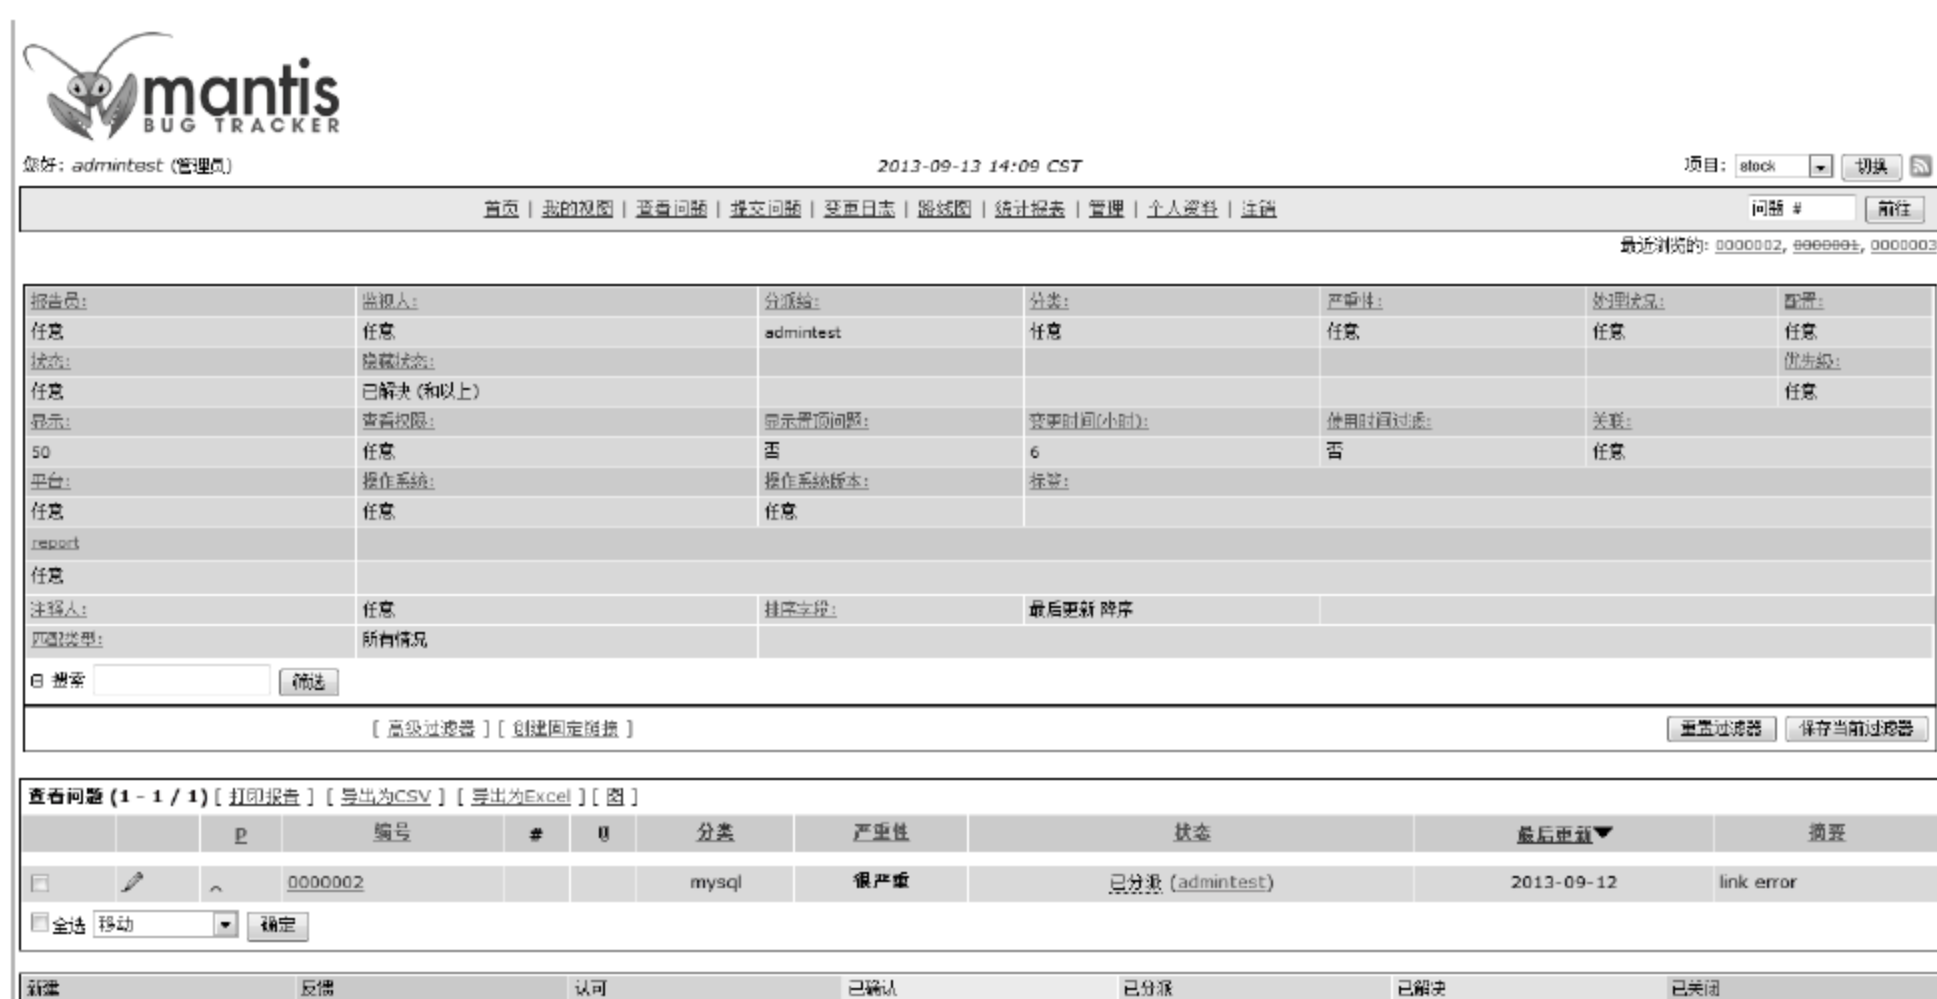 mantis
BUG TRACKER
您好: admintest (管理员) 2013-09-13 14:09 CST 项目: stock 切换
首页 | 我的视图 | 查看问题 | 提交问题 | 变更日志 | 路线图 | 统计报表 | 管理 | 个人资料 | 注销 问题 # 前往
最近浏览的: 0000002, 0000001, 0000003
报告员: 监视人: 分派给: 分类: 严重性: 处理状况: 配置:
任意 任意 admintest 任意 任意 任意 任意
状态: 隐藏状态: 优先级:
任意 已解决 (和以上) 任意
显示: 查看权限: 显示置顶问题: 变更时间(小时): 使用时间过滤: 关联:
50 任意 否 6 否 任意
平台: 操作系统: 操作系统版本: 标签:
任意 任意 任意
report
任意
注释人: 任意 排序字段: 最后更新 降序
匹配类型: 所有情况
搜索 筛选
[ 高级过滤器 ] [ 创建固定链接 ] 重置过滤器 保存当前过滤器
查看问题 (1 - 1 / 1) [ 打印报告 ] [ 导出为CSV ] [ 导出为Excel ] [ 图 ]
P 编号 # 分类 严重性 状态 最后更新 摘要
0000002 mysql 很严重 已分派 (admintest) 2013-09-12 link error
全选 移动 确定
新建 反馈 认可 已确认 已分派 已解决 已关闭